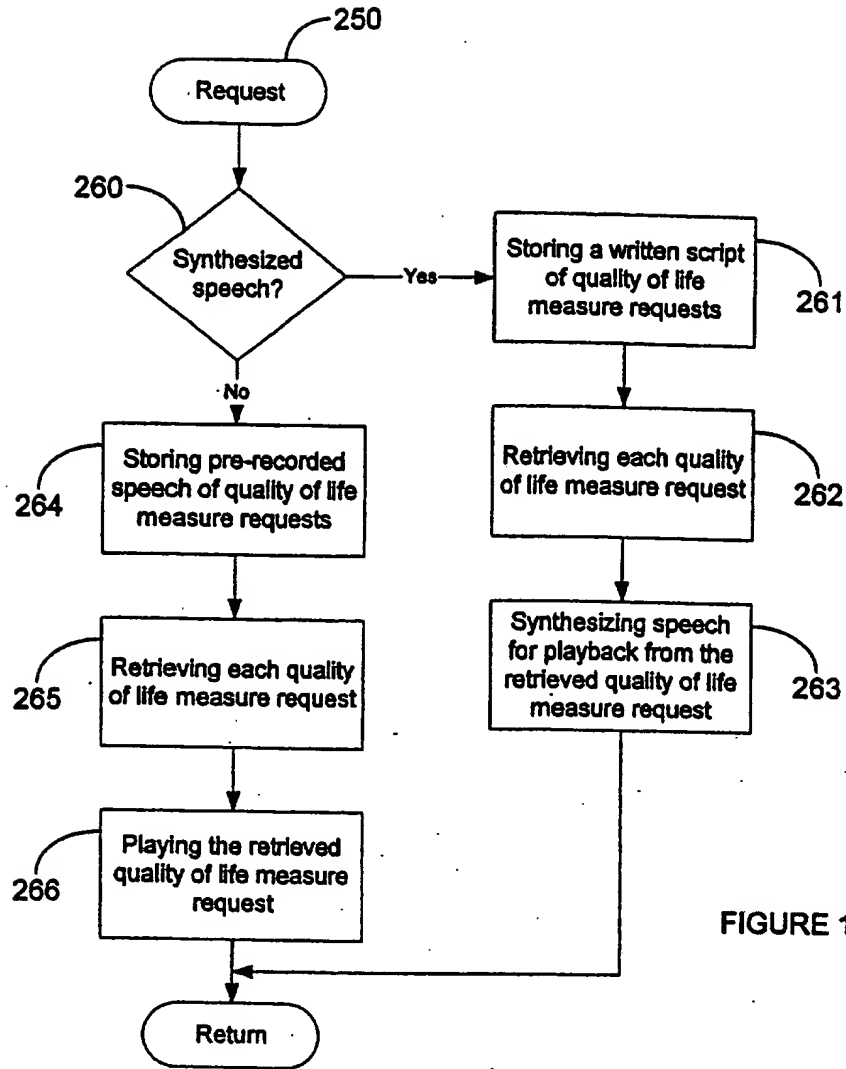 250
Request
260
Synthesized
speech?
Yes
Storing a written script
of quality of life
measure requests
261
No
264
Storing pre-recorded
speech of quality of life
measure requests
Retrieving each quality
of life measure request
262
265
Retrieving each quality
of life measure request
Synthesizing speech
for playback from the
retrieved quality of life
measure request
263
266
Playing the retrieved
quality of life measure
request
FIGURE
Return